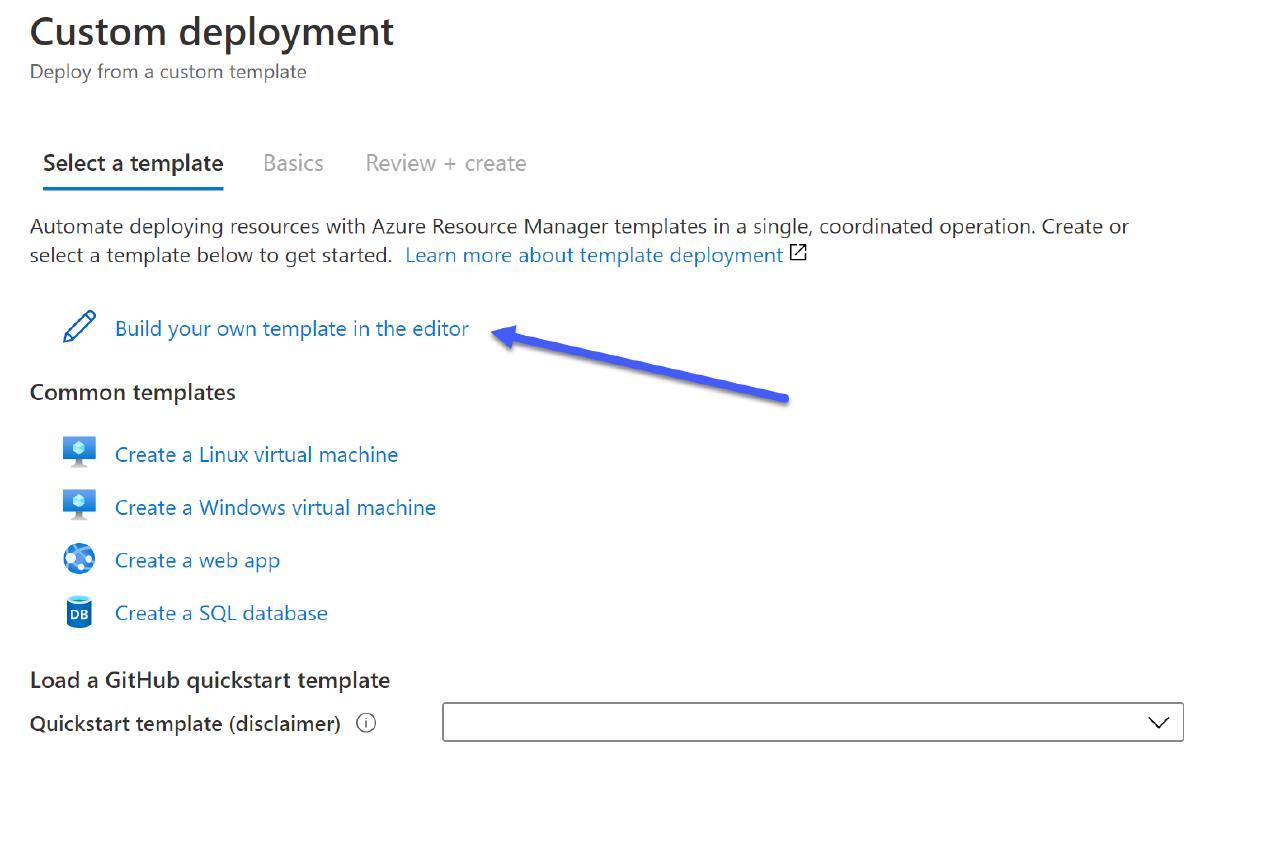 Custom deployment
Deploy from a custom template
Select a template Basics Review + create
Automate deploying resources with Azure Resource Manager templates in a single, coordinated operation. Create or
select a template below to get started. Learn more about template deployment
Build your own template in the editor
Common templates
Create a Linux virtual machine
Create a Windows virtual machine
Create a web app
DB Create a SQL database
Load a GitHub quickstart template
Quickstart template (disclaimer)